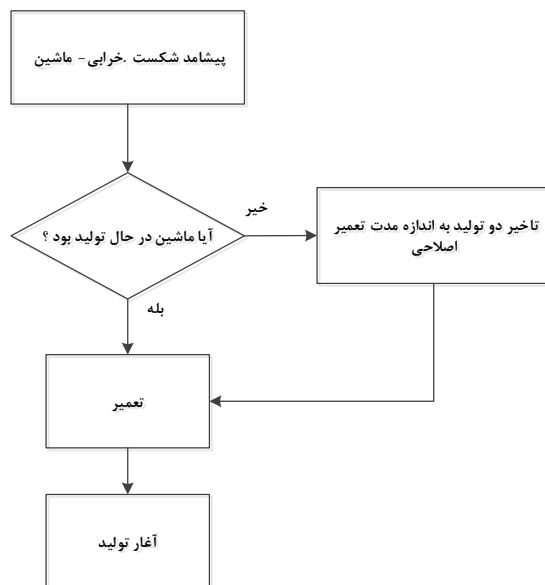 پیشامد شکست .خرابی – ماشین
آیا ماشین در حال تولید بود ؟
خیر
تاخیر دو تولید به اندازه مدت تعمیر
اصلاحی
بله
تعمیر
آغار تولید